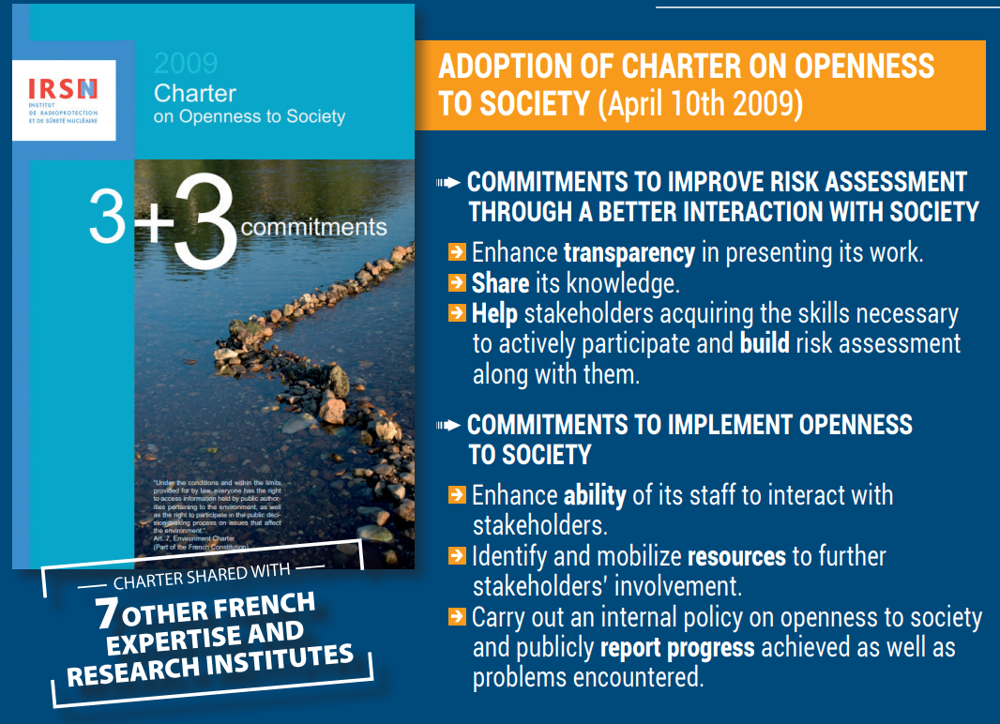 IRSN
INSTITUT
DE RADIOPROTECTION
ET DE SÛRETÉ NUCLÉAIRE
2009
Charter
on Openness to Society
3+3 commitments
"Under the conditions and within the limits
provided for by law, everyone has the right
to access information held by public author-
ities pertaining to the environment, as well
as the right to participate in the public deci-
sion-making process on issues that affect
the environment.".
Art. 7, Environment Charter
(Part of the French Constitution)
CHARTER SHARED WITH
7 OTHER FRENCH
EXPERTISE AND
RESEARCH INSTITUTES
ADOPTION OF CHARTER ON OPENNESS
TO SOCIETY (April 10th 2009)
COMMITMENTS TO IMPROVE RISK ASSESSMENT
THROUGH A BETTER INTERACTION WITH SOCIETY
Enhance transparency in presenting its work.
Share its knowledge.
Help stakeholders acquiring the skills necessary
to actively participate and build risk assessment
along with them.
COMMITMENTS TO IMPLEMENT OPENNESS
TO SOCIETY
Enhance ability of its staff to interact with
stakeholders.
Identify and mobilize resources to further
stakeholders' involvement.
Carry out an internal policy on openness to society
and publicly report progress achieved as well as
problems encountered.